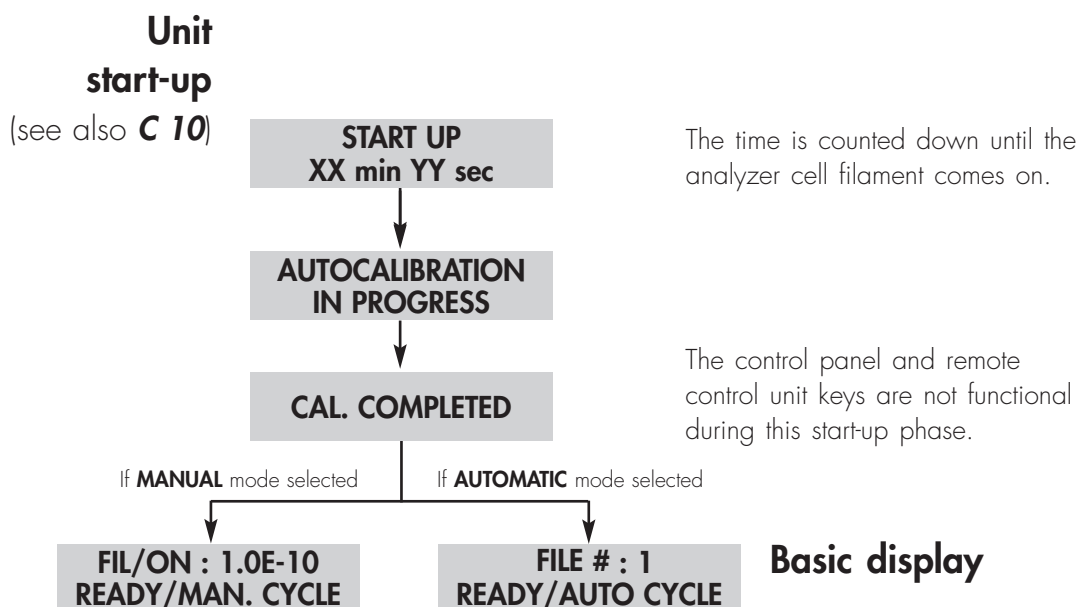 Unit
start-up
(see also C 10)
START UP
XX min YY sec
The time is counted down until the
analyzer cell filament comes on.
AUTOCALIBRATION
IN PROGRESS
CAL. COMPLETED
The control panel and remote
control unit keys are not functional
during this start-up phase.
If MANUAL mode selected
If AUTOMATIC mode selected
FIL/ON : 1.0E-10
READY/MAN. CYCLE
FILE # : 1
READY/AUTO CYCLE
Basic display